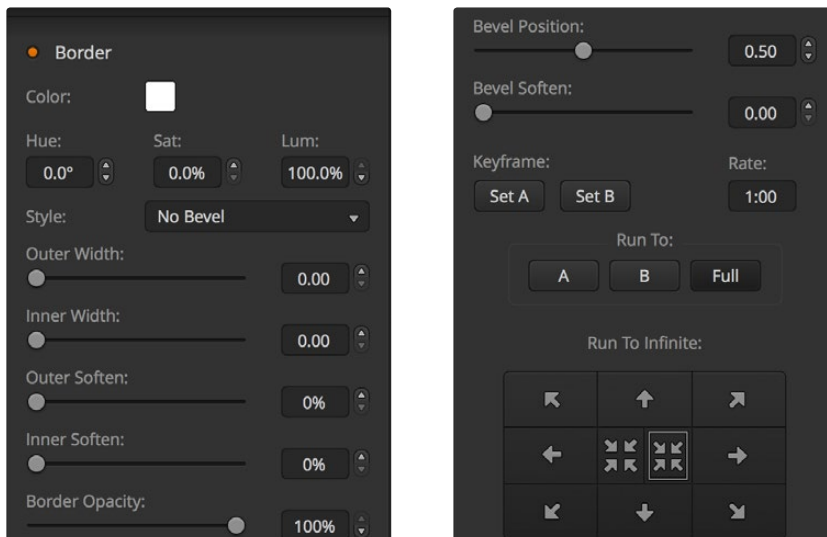 Border
Color:
Hue: Sat: Lum:
0.0° 0.0% 100.0%
Style: No Bevel
Outer Width:
0.00
Inner Width:
0.00
Outer Soften:
0%
Inner Soften:
0%
Border Opacity:
100%
Bevel Position:
0.50
Bevel Soften:
0.00
Keyframe: Rate:
Set A Set B 1:00
Run To:
A B Full
Run To Infinite: